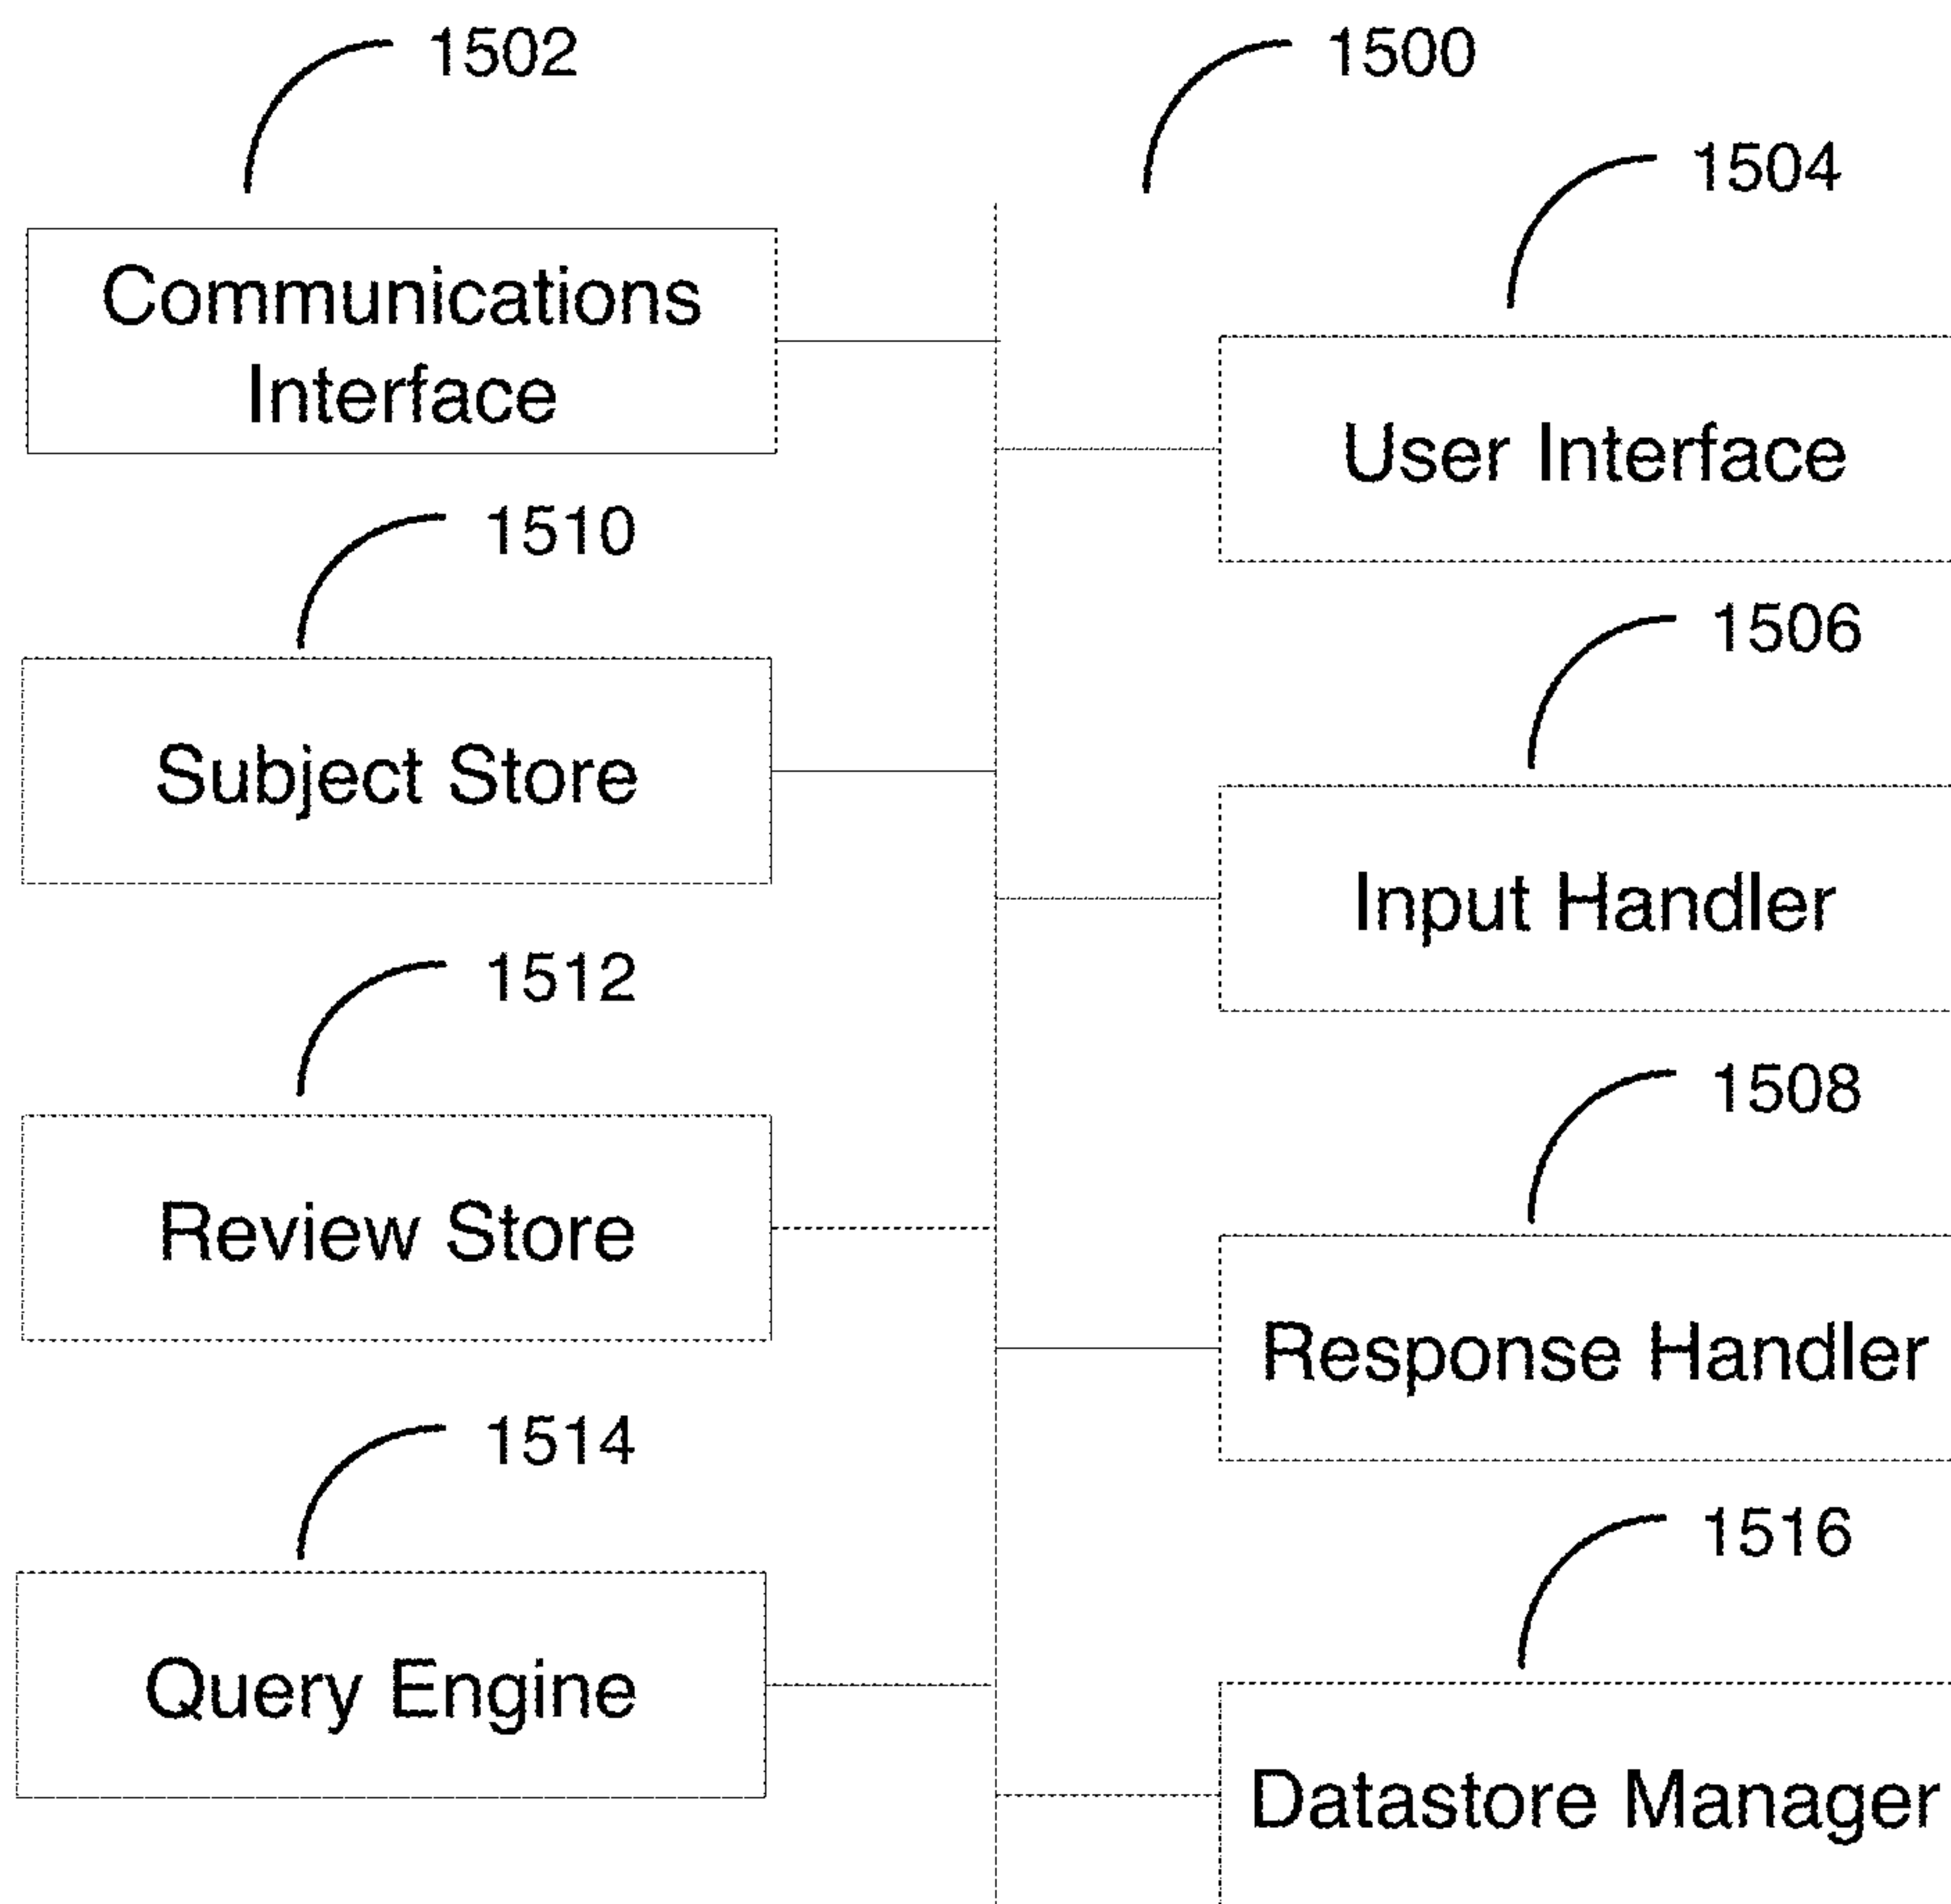 1502
1500
1504
Communications
Interface
User Interface
1510
1506
Subject Store
Input Handler
1512
1508
Review Store
Response Handler
1514
1516
Query Engine
Datastore Manager